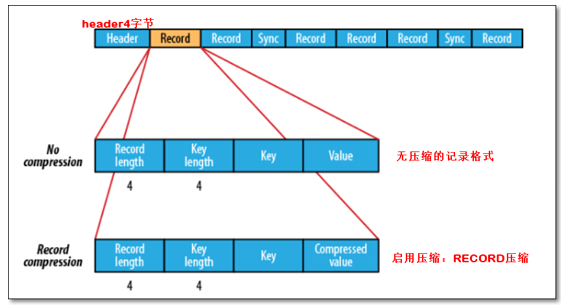 header4字节
Header Record Record Sync Record Record Record Sync Record
No compression
Record length
Key length
Key
Value
无压缩的记录格式
4 4
Record compression
Record length
Key length
Key
Compressed value
启用压缩：RECORD压缩
4 4